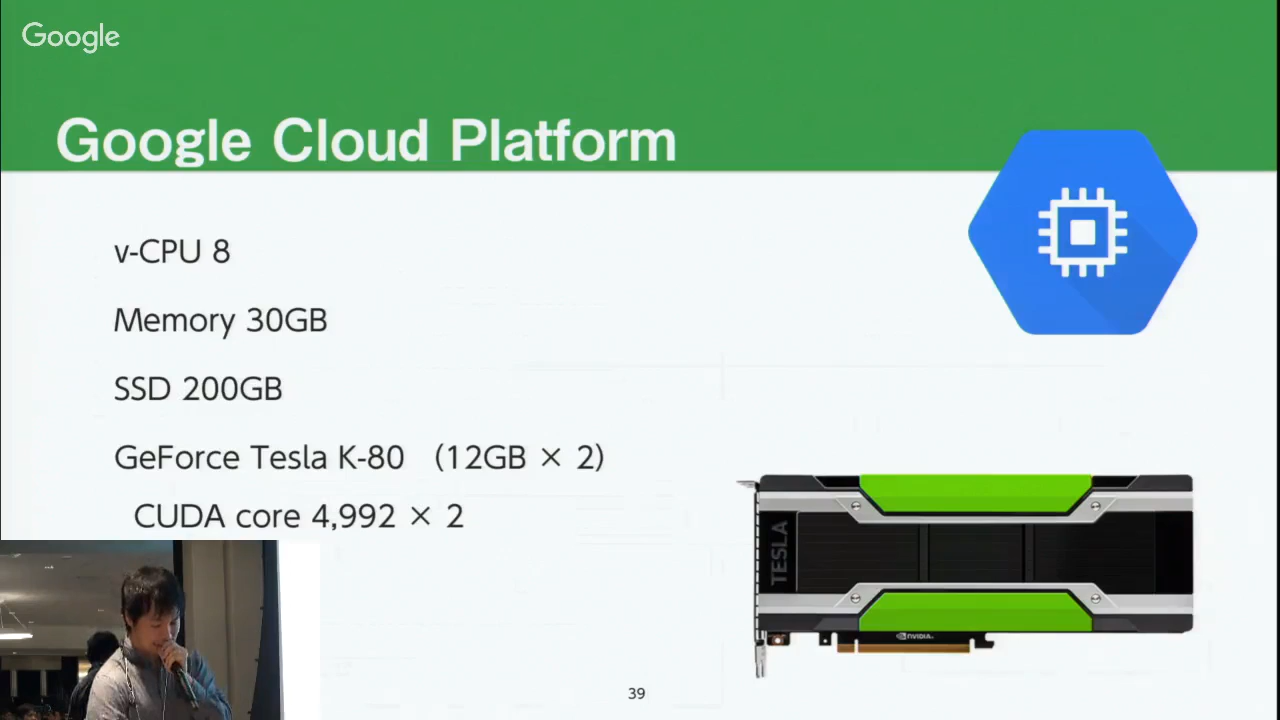 Google
Google Cloud Platform
v-CPU 8
Memory 30GB
SSD 200GB
GeForce Tesla K-80 (12GB × 2)
CUDA core 4,992 × 2
TESLA
NVIDIA.
39